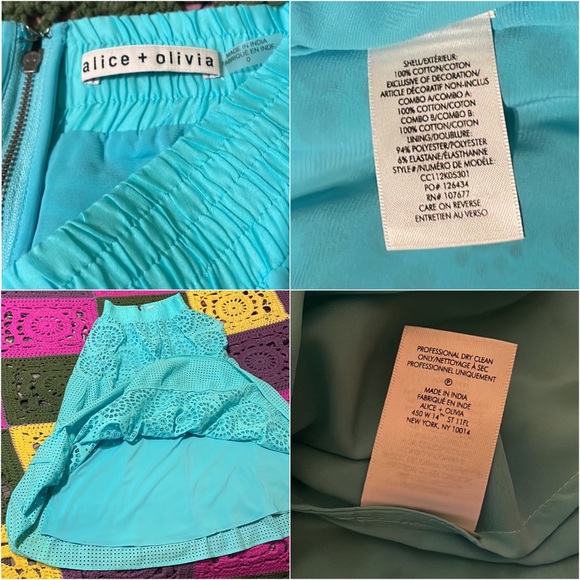 alice + olivia
MADE IN INDIA
FABRIQUÉ EN INDE
0
SHELL/EXTÉRIEUR:
100% COTTON/COTON
EXCLUSIVE OF DECORATION/
ARTICLE DÉCORATIF NON-INCLUS
COMBO A/COMBO A:
100% COTTON/COTON
COMBO B/COMBO B:
100% COTTON/COTON
LINING/DOUBLURE:
94% POLYESTER/POLYESTER
6% ELASTANE/ÉLASTHANNE
STYLE#/NUMÉRO DE MODÈLE:
CC112K05301
PO# 126434
RN# 107677
CARE ON REVERSE
ENTRETIEN AU VERSO
PROFESSIONAL DRY CLEAN
ONLY/NETTOYAGE À SEC
PROFESSIONNEL UNIQUEMENT
P
MADE IN INDIA
FABRIQUÉ EN INDE
ALICE + OLIVIA
450 W 14TH ST 11FL
NEW YORK, NY 10014